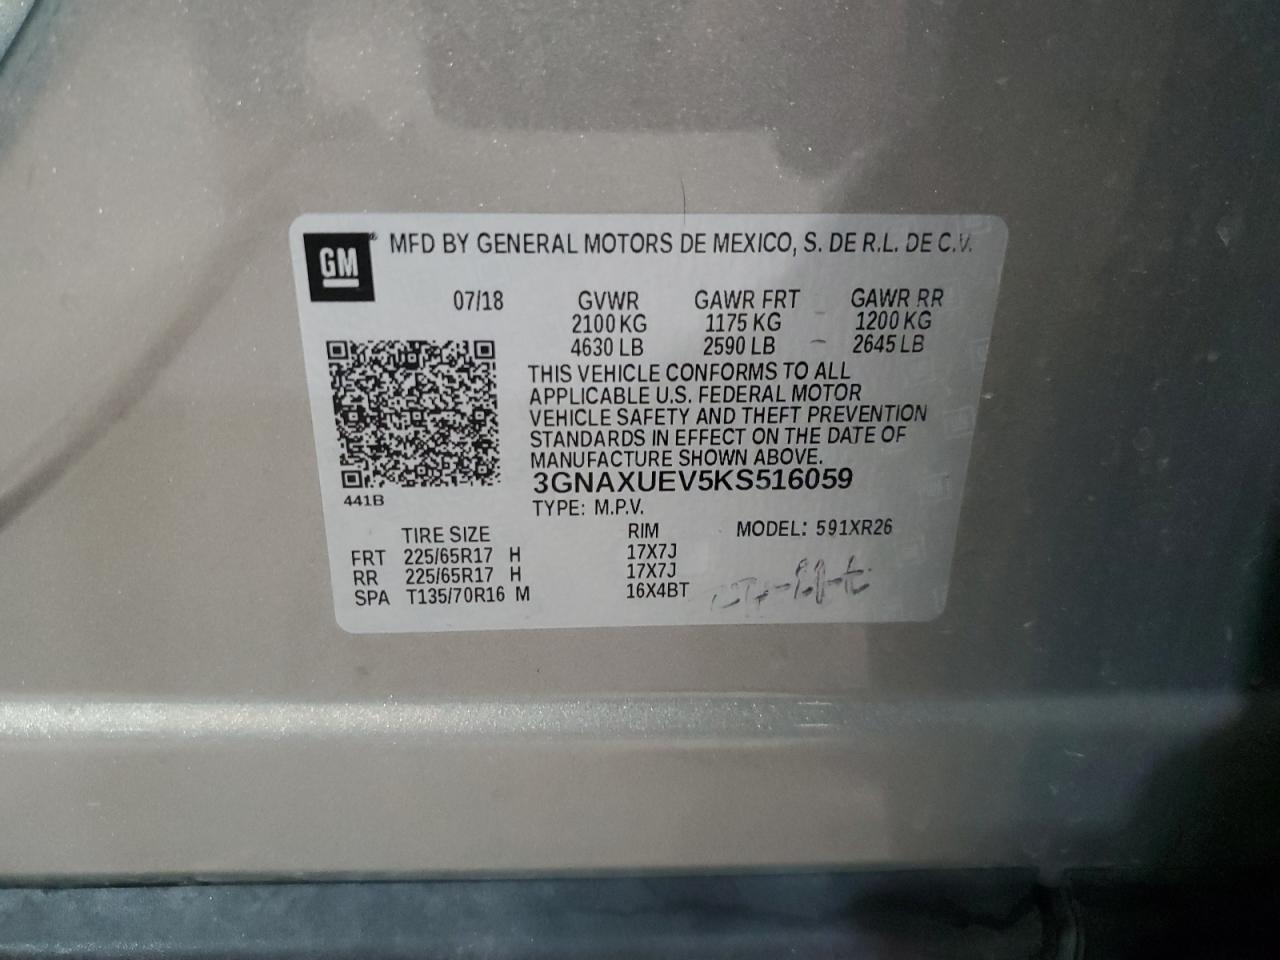 GM ® MFD BY GENERAL MOTORS DE MEXICO, S. DE R.L. DE C.V.
07/18 GVWR GAWR FRT GAWR RR
2100 KG 1175 KG 1200 KG
4630 LB 2590 LB 2645 LB
THIS VEHICLE CONFORMS TO ALL
APPLICABLE U.S. FEDERAL MOTOR
VEHICLE SAFETY AND THEFT PREVENTION
STANDARDS IN EFFECT ON THE DATE OF
MANUFACTURE SHOWN ABOVE.
3GNAXUEV5KS516059
441B
TYPE: M.P.V.
TIRE SIZE RIM MODEL: 591XR26
FRT 225/65R17 H 17X7J
RR 225/65R17 H 17X7J
SPA T135/70R16 M 16X4BT